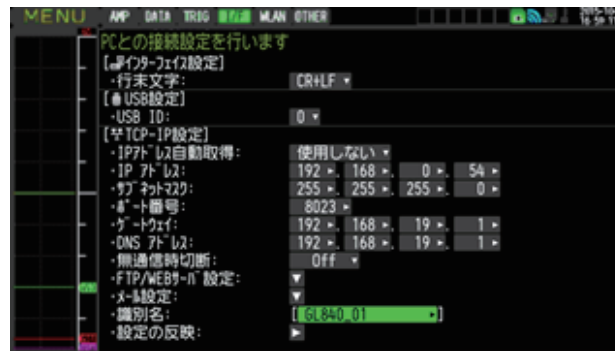 MENU AMP DATA TRIG I/F WLAN OTHER
PCとの接続設定を行います
[インターフェイス設定]
・行末文字: CR+LF
[USB設定]
・USB ID: 0
[TCP-IP設定]
・IPアドレス自動取得: 使用しない
・IP アドレス: 192 . 168 . 0 . 54
・サブネットマスク: 255 . 255 . 255 . 0
・ポート番号: 8023
・ゲートウェイ: 192 . 168 . 19 . 1
・DNS アドレス: 192 . 168 . 19 . 1
・無通信時切断: Off
・FTP/WEBサーバ設定: ▼
・メール設定: ▼
・識別名: [ GL840_01 ]
・設定の反映: